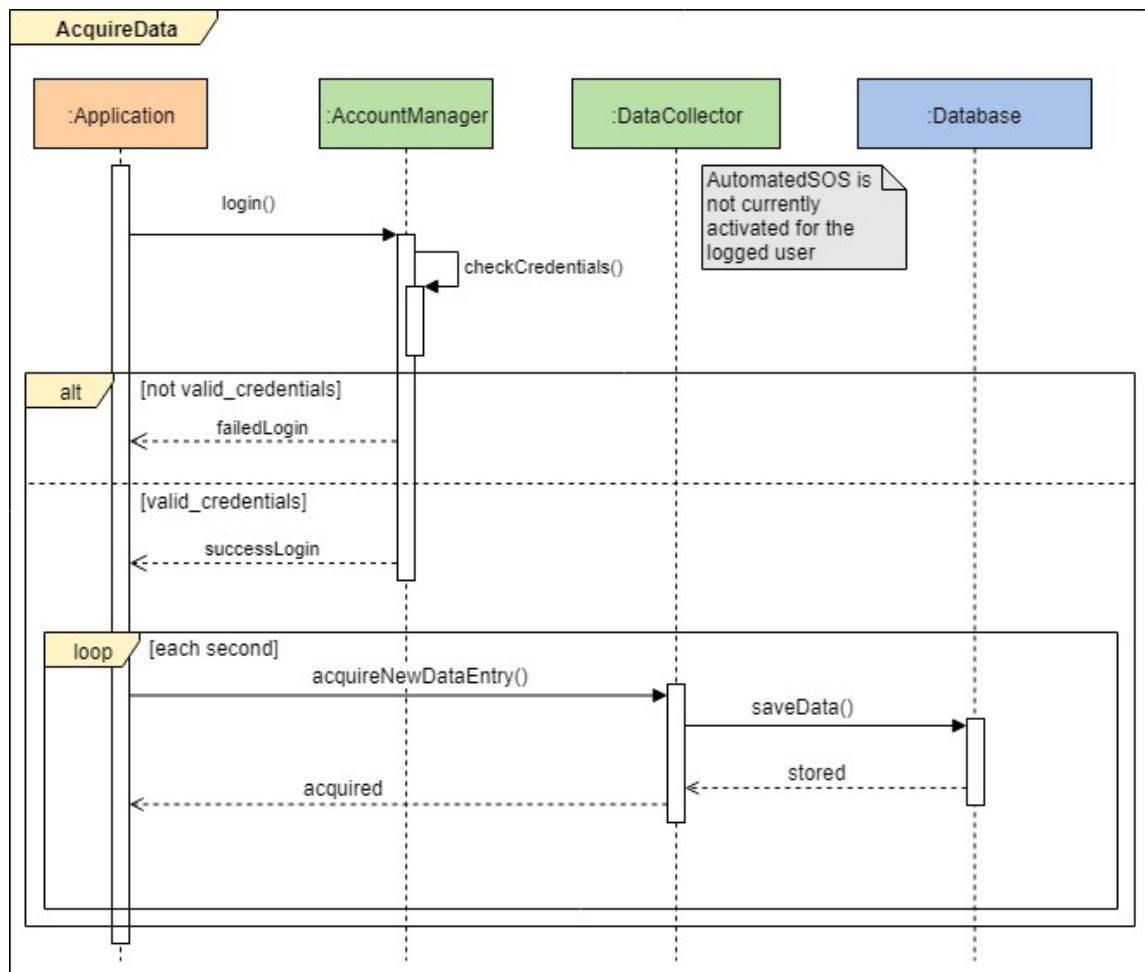 AcquireData
:Application
:AccountManager
:DataCollector
:Database
AutomatedSOS is
not currently
activated for the
logged user
login()
checkCredentials()
alt
[not valid_credentials]
failedLogin
[valid_credentials]
successLogin
loop
[each second]
acquireNewDataEntry()
saveData()
stored
acquired